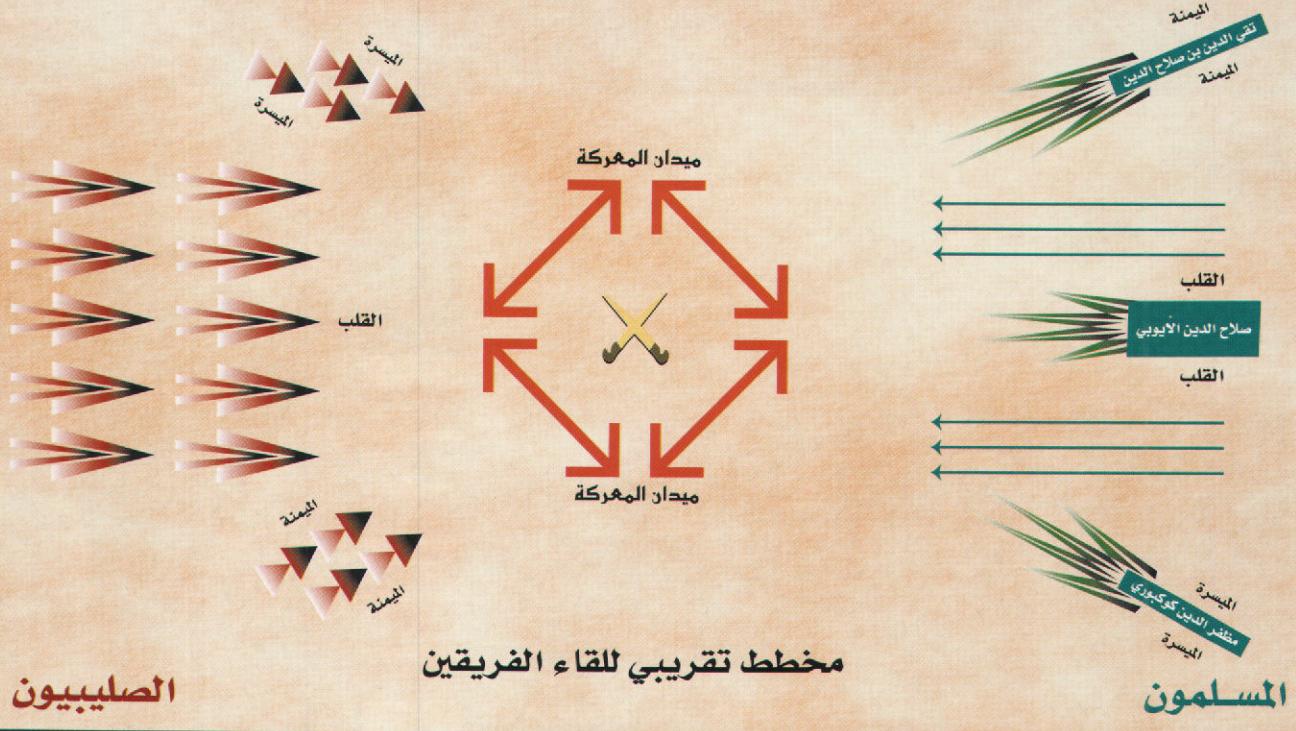 الميمنة
تقي الدين بن صلاح الدين
الميمنة
الميسرة
الميسرة
ميدان المعركة
القلب
صلاح الدين الأيوبي
القلب
القلب
ميدان المعركة
الميسرة
مظفر الدين كوكبوري
الميسرة
الميمنة
الميمنة
مخطط تقريبي للقاء الفريقين
المسلمون
الصليبيون